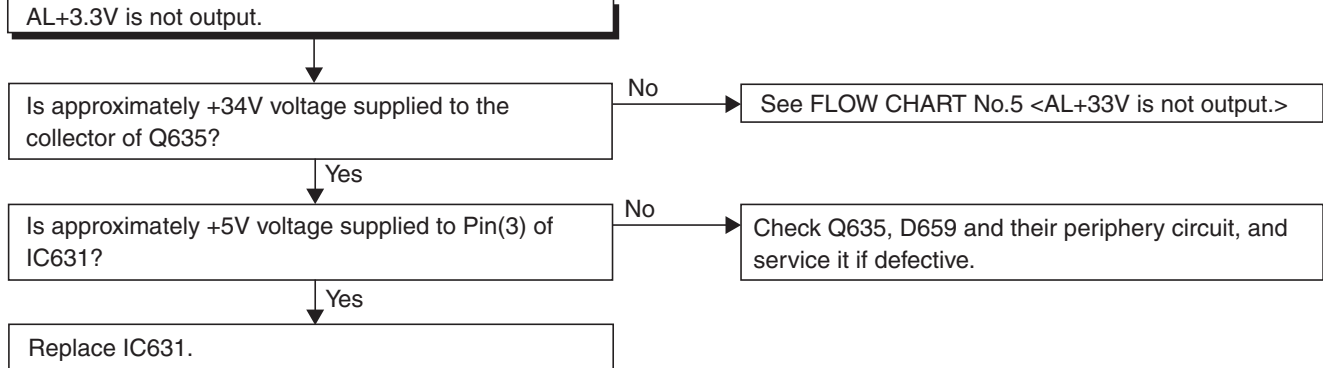 AL+3.3V is not output.
Is approximately +34V voltage supplied to the
collector of Q635?
No
See FLOW CHART No.5 <AL+33V is not output.>
Yes
Is approximately +5V voltage supplied to Pin(3) of
IC631?
No
Check Q635, D659 and their periphery circuit, and
service it if defective.
Yes
Replace IC631.